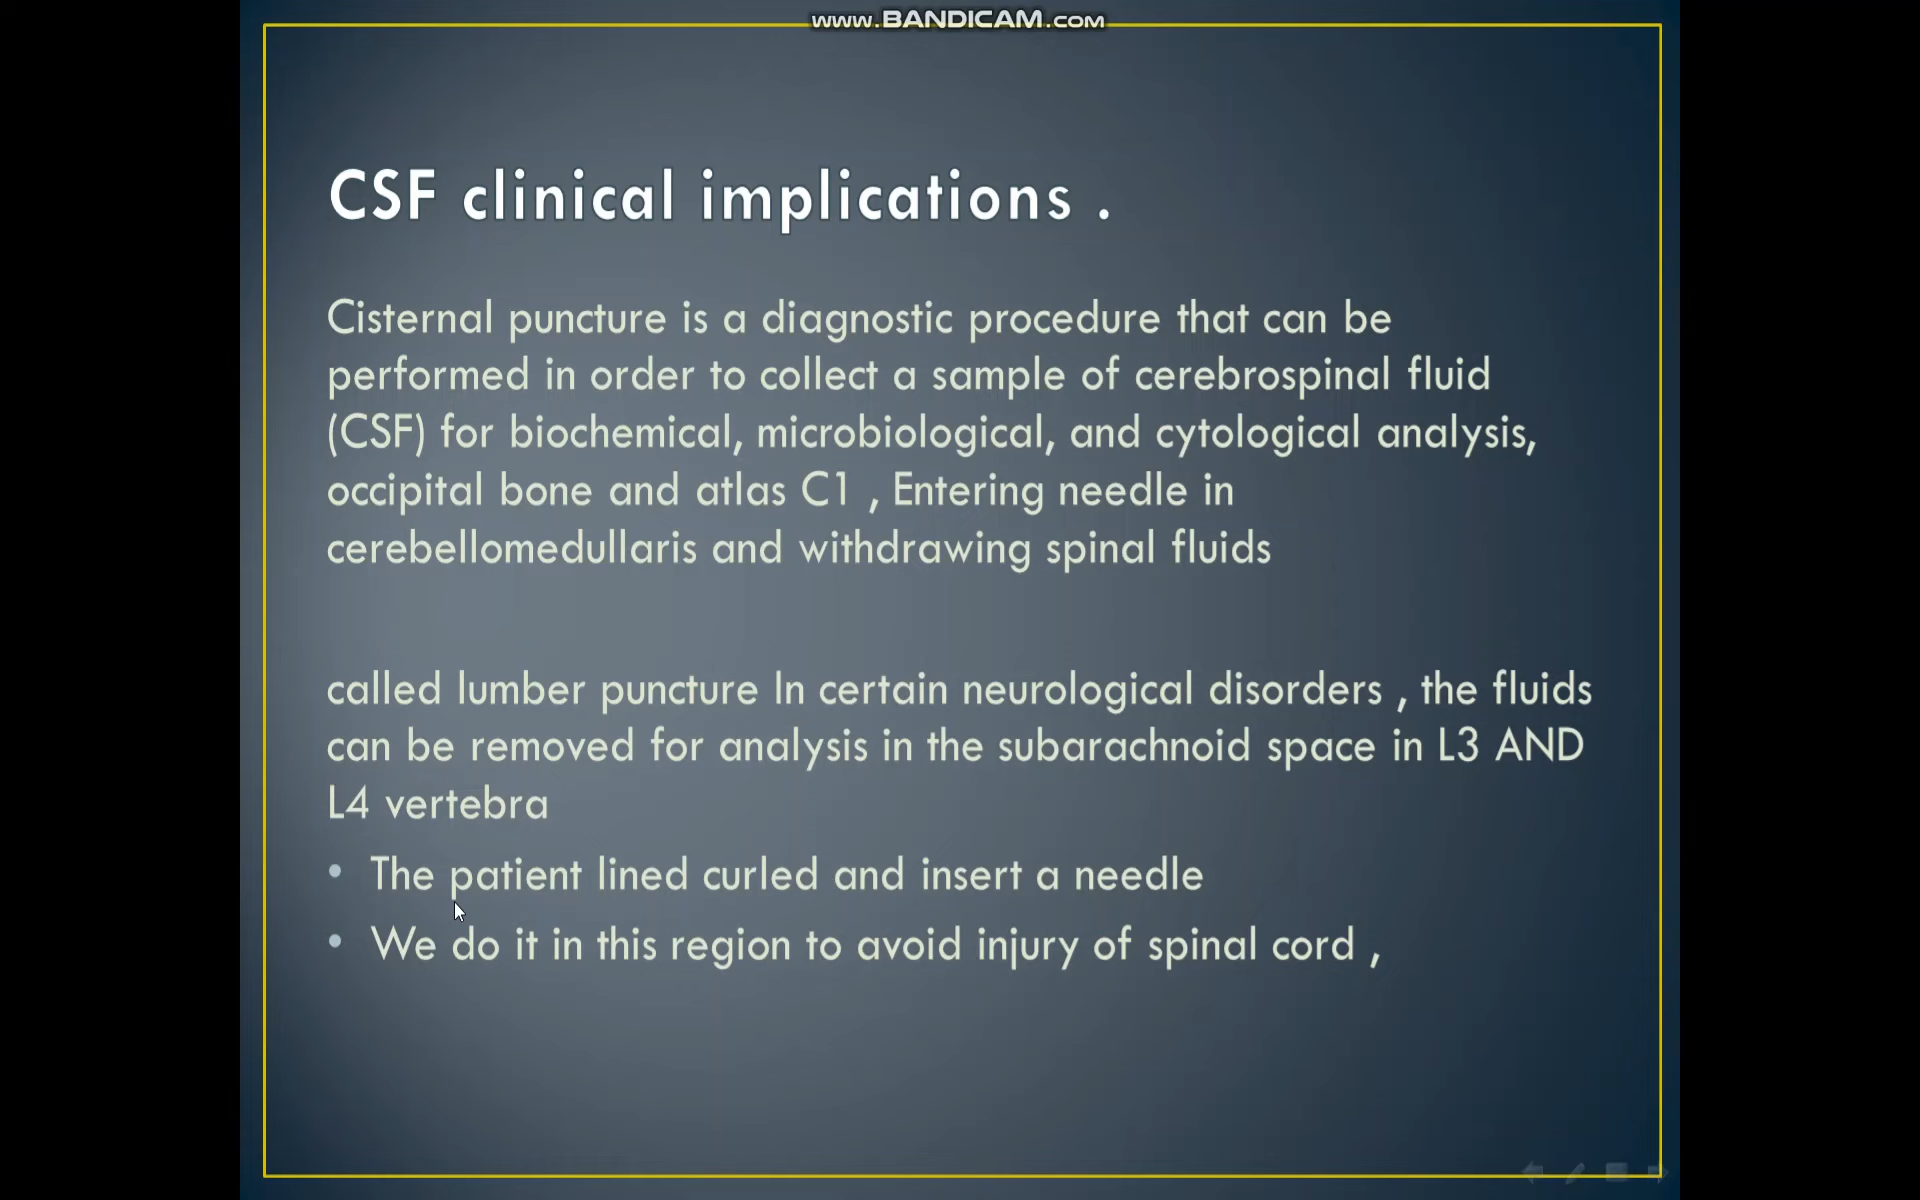 www.BANDICAM.com
CSF clinical implications .
Cisternal puncture is a diagnostic procedure that can be
performed in order to collect a sample of cerebrospinal fluid
(CSF) for biochemical, microbiological, and cytological analysis,
occipital bone and atlas C1 , Entering needle in
cerebellomedullaris and withdrawing spinal fluids
called lumber puncture In certain neurological disorders , the fluids
can be removed for analysis in the subarachnoid space in L3 AND
L4 vertebra
• The patient lined curled and insert a needle
• We do it in this region to avoid injury of spinal cord ,